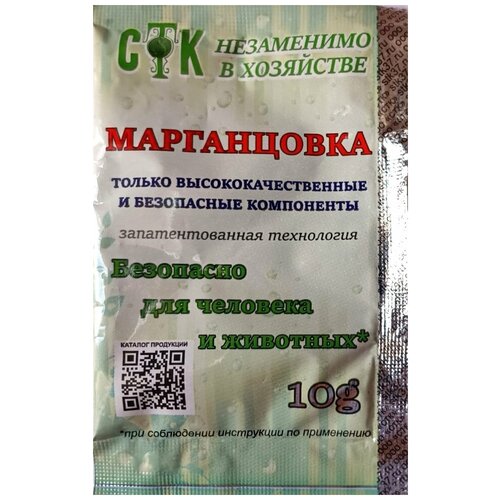 СТК НЕЗАМЕНИМО
В ХОЗЯЙСТВЕ
МАРГАНЦОВКА
ТОЛЬКО ВЫСОКОКАЧЕСТВЕННЫЕ
И БЕЗОПАСНЫЕ КОМПОНЕНТЫ
запатентованная технология
Безопасно
для человека
и животных*
КАТАЛОГ ПРОДУКЦИИ
10g
*при соблюдении инструкции по применению